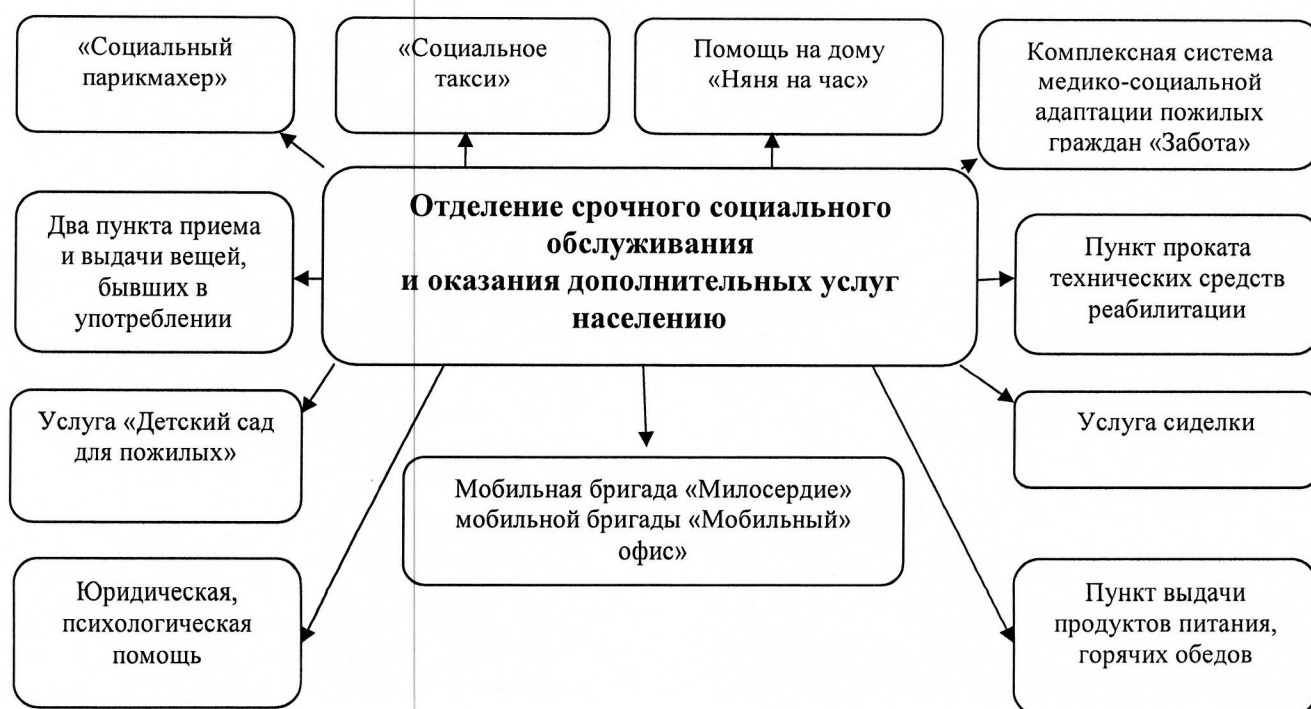 «Социальный
парикмахер»
«Социальное
такси»
Помощь на дому
«Няня на час»
Комплексная система
медико-социальной
адаптации пожилых
граждан «Забота»
Отделение срочного социального
обслуживания
и оказания дополнительных услуг
населению
Два пункта приема
и выдачи вещей,
бывших в
употреблении
Пункт проката
технических средств
реабилитации
Услуга «Детский сад
для пожилых»
Услуга сиделки
Мобильная бригада «Милосердие»
мобильной бригады «Мобильный»
офис»
Юридическая,
психологическая
помощь
Пункт выдачи
продуктов питания,
горячих обедов